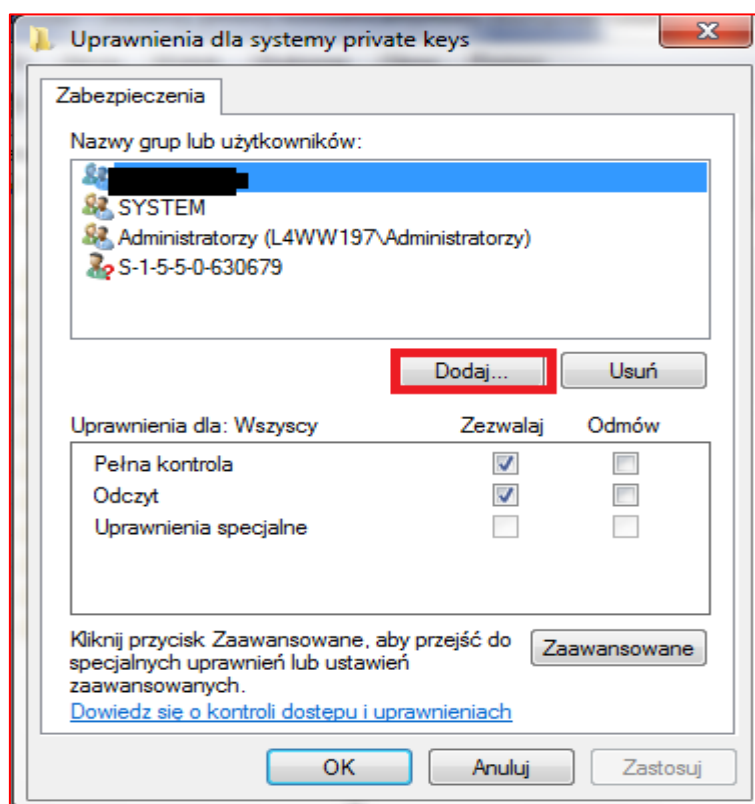 Uprawnienia dla systemy private keys
Zabezpieczenia
Nazwy grup lub użytkowników:
SYSTEM
Administratorzy (L4WW197\Administratorzy)
S-1-5-5-0-630679
Dodaj...
Usuń
Uprawnienia dla: Wszyscy
Zezwalaj
Odmów
Pełna kontrola
Odczyt
Uprawnienia specjalne
Kliknij przycisk Zaawansowane, aby przejść do
specjalnych uprawnień lub ustawień
zaawansowanych.
Zaawansowane
Dowiedz się o kontroli dostępu i uprawnieniach
OK
Anuluj
Zastosuj